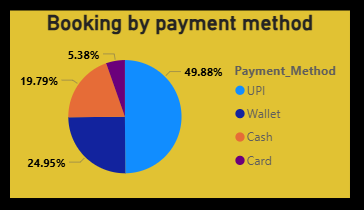 Booking by payment method
5.38%
49.88%
19.79%
24.95%
Payment_Method
UPI
Wallet
Cash
Card